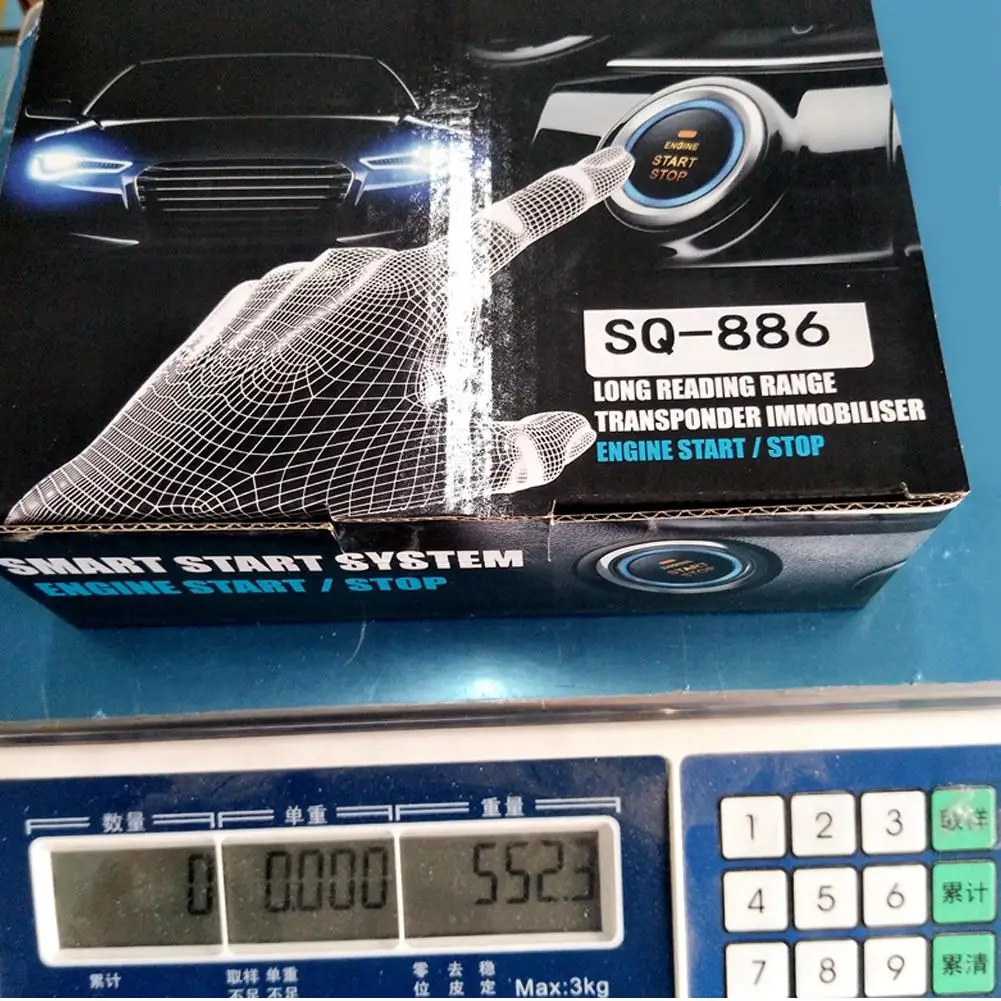 ENGINE
START
STOP
SQ-886
LONG READING RANGE
TRANSPONDER IMMOBILISER
ENGINE START / STOP
SMART START SYSTEM
ENGINE START / STOP
START
STOP
数量 单重 重量
0 0.000 552.3
累计 取样 单重 零 去 稳
不足 不足 位 皮 定 Max:3kg
1 2 3 取样
4 5 6 累计
7 8 9 累清